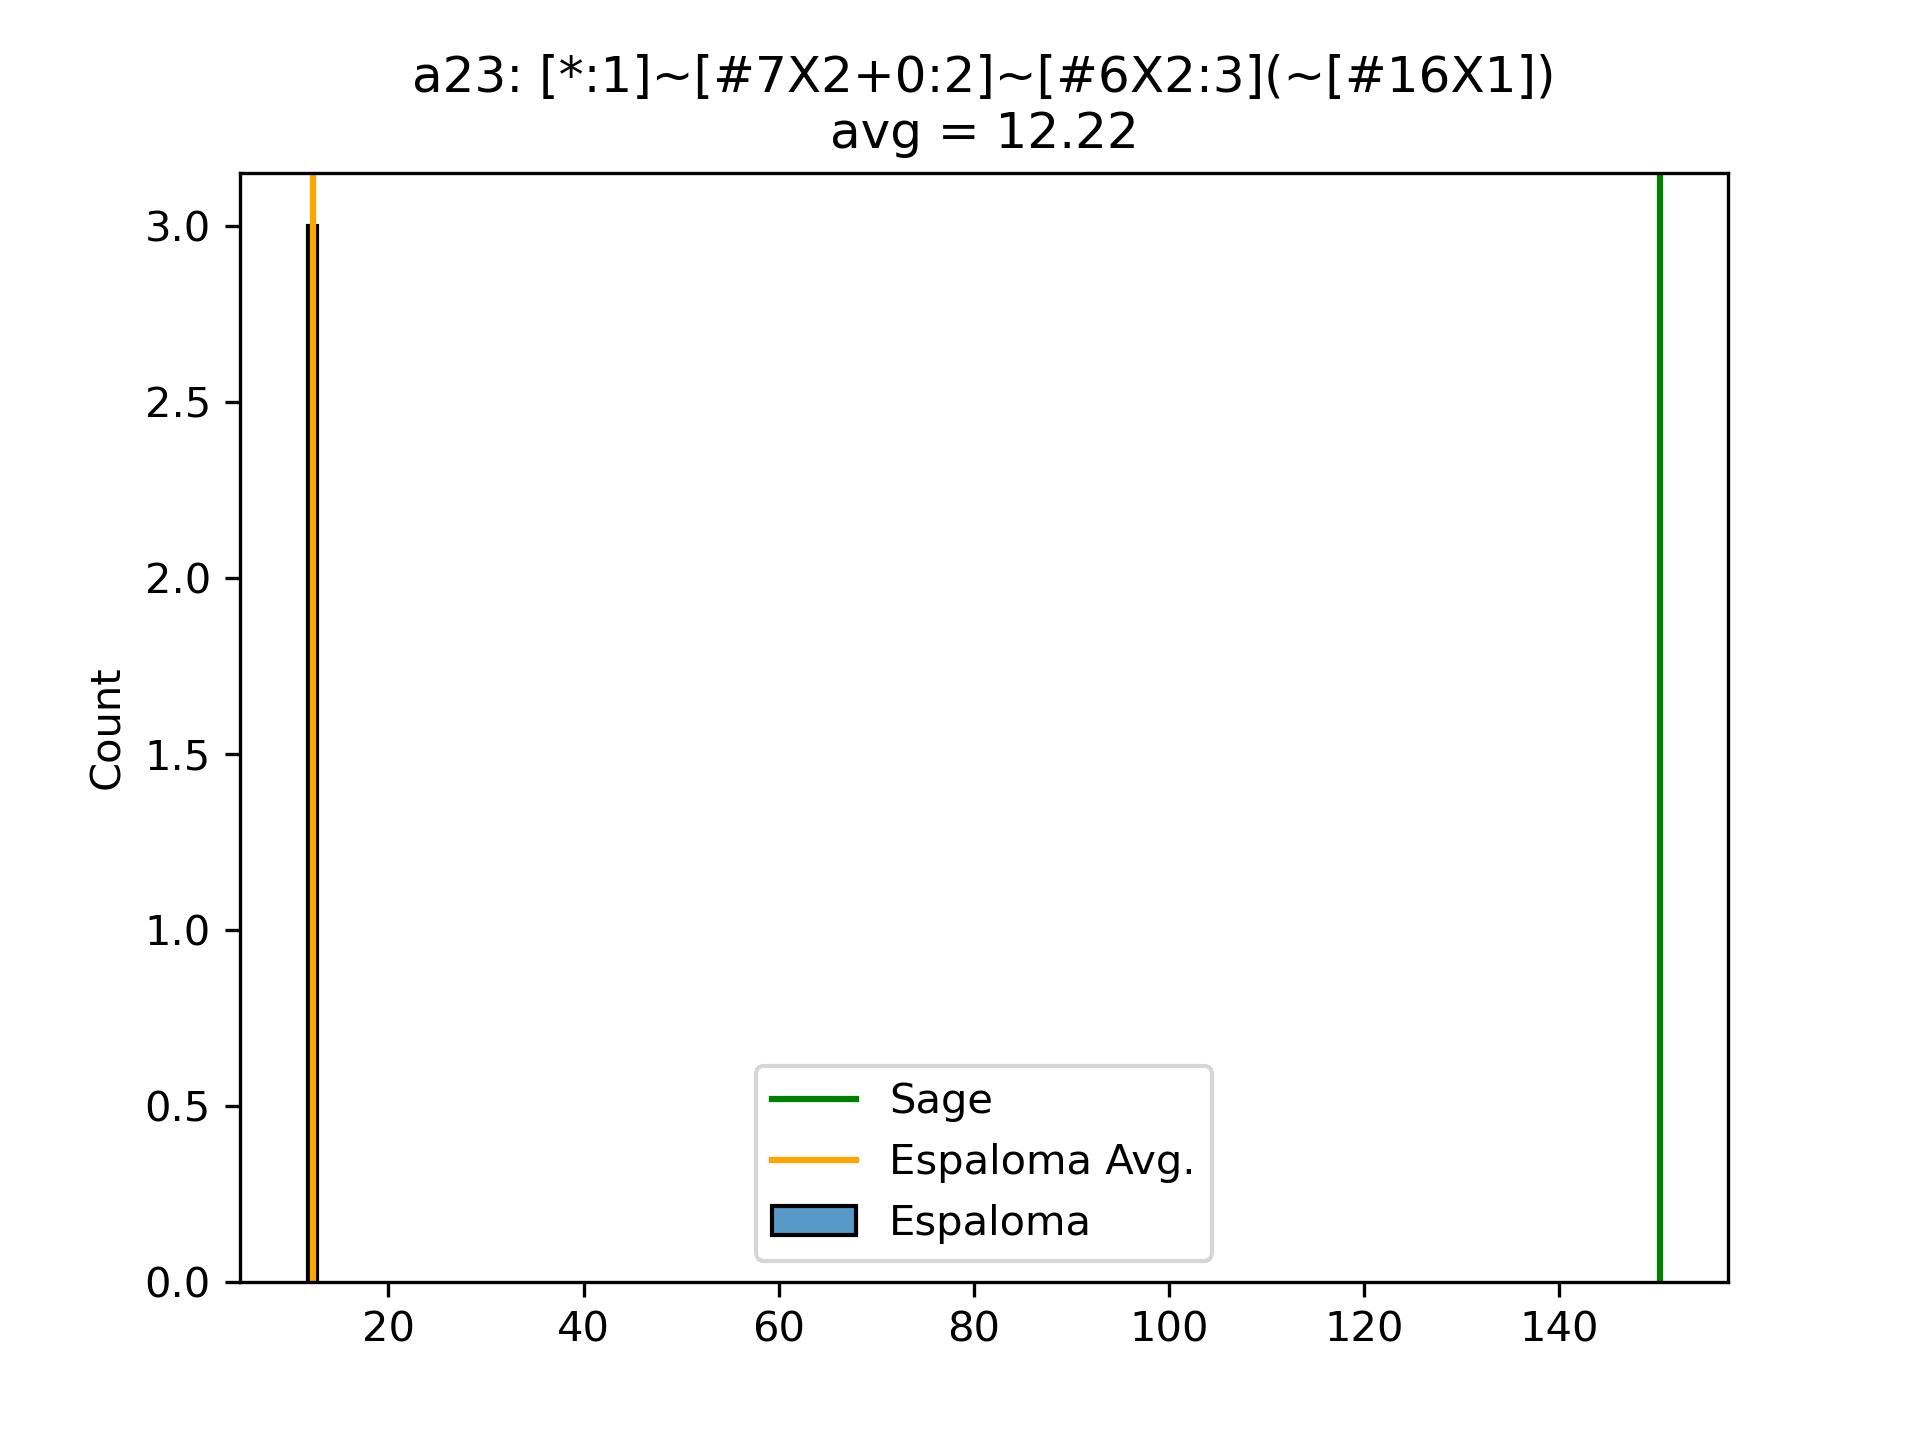 a23: [*:1]~[#7X2+0:2]~[#6X2:3](~[#16X1])
avg = 12.22
3.0
2.5
2.0
1.5
1.0
0.5
0.0
Count
Sage
Espaloma Avg.
Espaloma
20 40 60 80 100 120 140